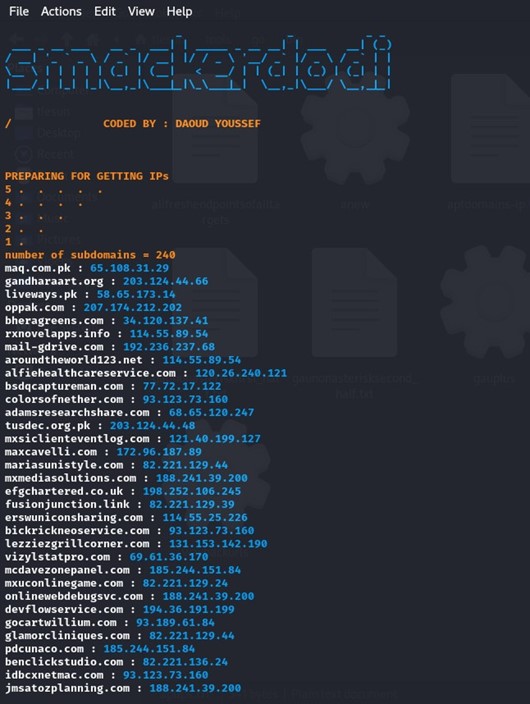 File Actions Edit View Help
smackerdodi
/ CODED BY : DAOUD YOUSSEF
PREPARING FOR GETTING IPs
5 . . . . .
4 . . . .
3 . . .
2 . .
1 .
number of subdomains = 240
maq.com.pk : 65.108.31.29
gandharaart.org : 203.124.44.66
liveways.pk : 58.65.173.14
oppak.com : 207.174.212.202
bheragreens.com : 34.120.137.41
rxnovelapps.info : 114.55.89.54
mail-gdrive.com : 192.236.237.68
aroundtheworld123.net : 114.55.89.54
alfiehealthcareservice.com : 120.26.240.121
bsdqcaptureman.com : 77.72.17.122
colorsofnether.com : 93.123.73.160
adamsresearchshare.com : 68.65.120.247
tusdec.org.pk : 203.124.44.48
mxsiclienteventlog.com : 121.40.199.127
maxcavelli.com : 172.96.187.89
mariasunistyle.com : 82.221.129.44
mxmediasolutions.com : 188.241.39.200
efgchartered.co.uk : 198.252.106.245
fusionjunction.link : 82.221.129.39
erswuniconsharing.com : 114.55.25.226
bickrickneoservice.com : 93.123.73.160
lezziezgrillcorner.com : 131.153.142.190
vizylstatpro.com : 69.61.36.170
mcdavezonepanel.com : 185.244.151.84
mxuconlinegame.com : 82.221.129.24
onlinewebdebugsvc.com : 188.241.39.200
devflowservice.com : 194.36.191.199
gocartwillium.com : 93.189.61.84
glamorcliniques.com : 82.221.129.44
pdcunaco.com : 185.244.151.84
benclickstudio.com : 82.221.136.24
idbcxnetmac.com : 93.123.73.160
jmsatozplanning.com : 188.241.39.200